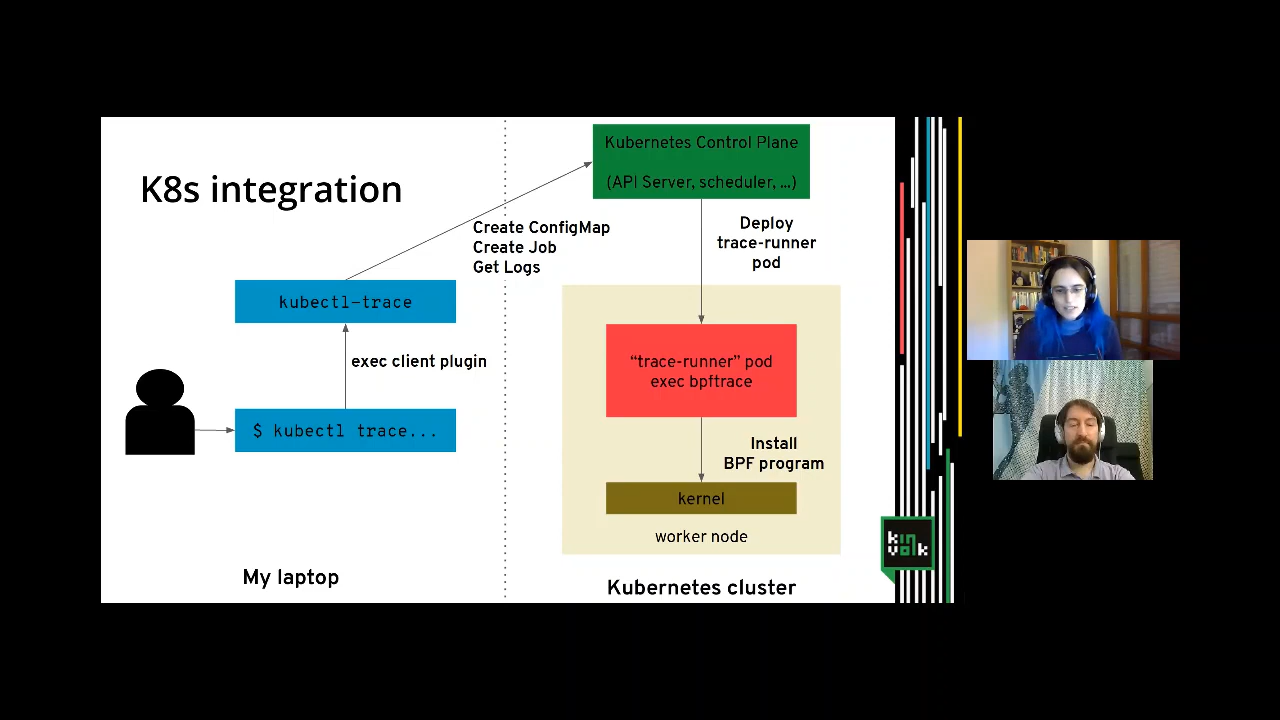 K8s integration
Kubernetes Control Plane
(API Server, scheduler, ...)
Create ConfigMap
Create Job
Get Logs
Deploy
trace-runner
pod
kubectl-trace
exec client plugin
$ kubectl trace...
“trace-runner” pod
exec bpftrace
Install
BPF program
kernel
worker node
My laptop
Kubernetes cluster
kin
volk